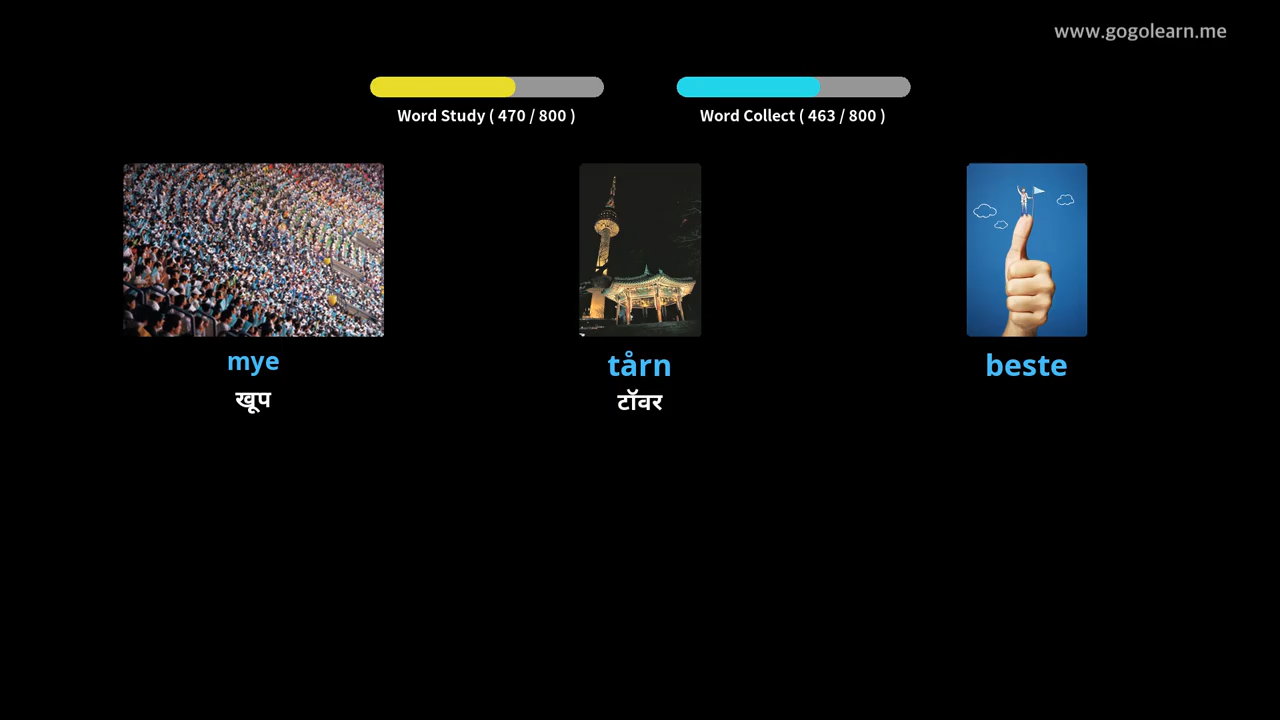 www.gogolearn.me
Word Study ( 470 / 800 )
Word Collect ( 463 / 800 )
mye
खूप
tårn
टॉवर
beste